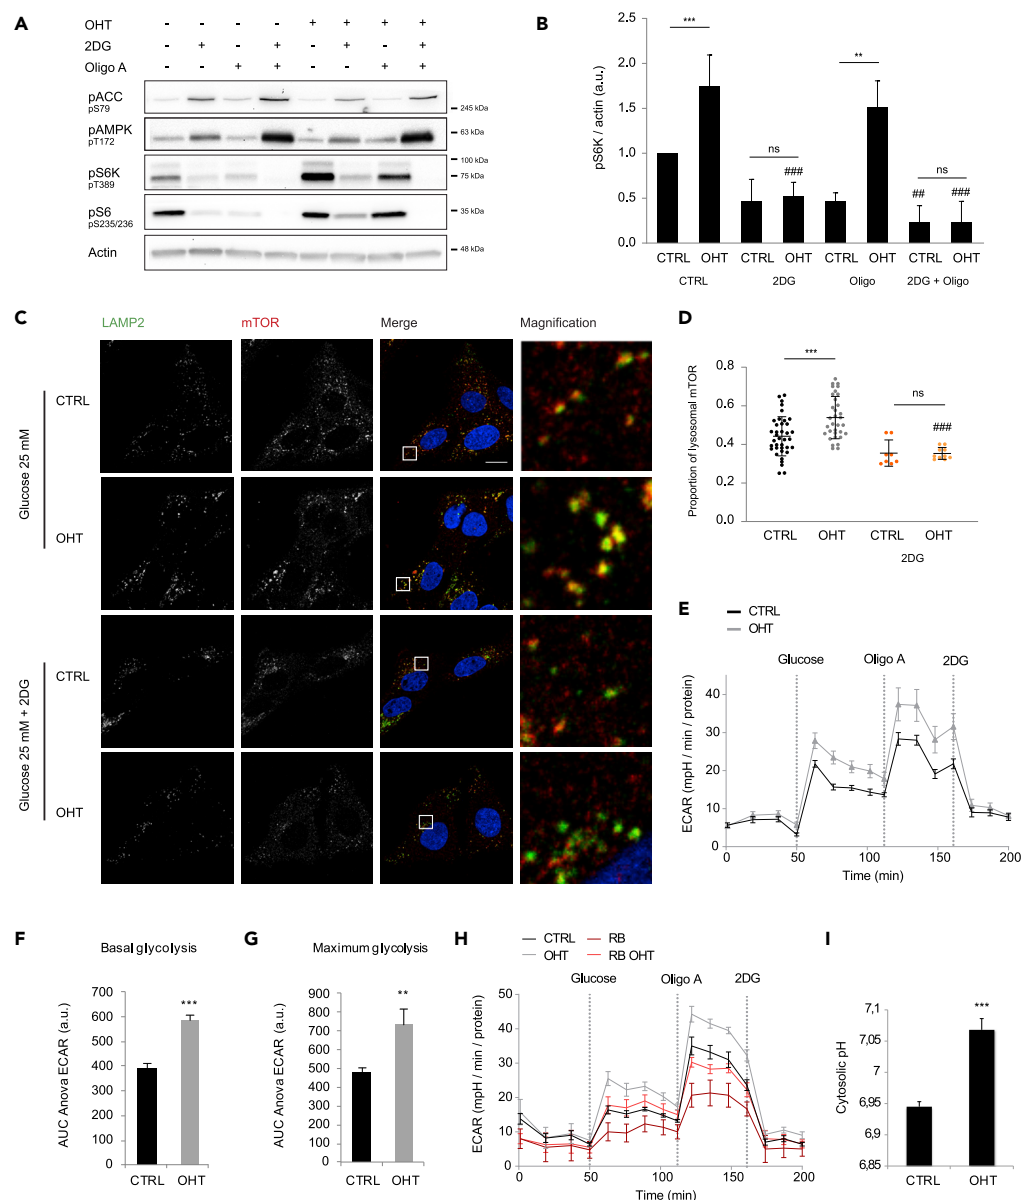 A
OHT - - - - + + + +
2DG - + - + - + - +
Oligo A - - + + - - + +
pACC
pS79
245 kDa
pAMPK
pT172
63 kDa
pS6K
pT389
100 kDa
75 kDa
pS6
pS235/236
35 kDa
Actin
48 kDa
B
pS6K / actin (a.u.)
2.5
2.0
1.5
1.0
0.5
0.0
***
ns
###
**
ns
##
###
CTRL OHT CTRL OHT CTRL OHT CTRL OHT
CTRL 2DG Oligo 2DG + Oligo
C
LAMP2 mTOR Merge Magnification
Glucose 25 mM
CTRL
OHT
Glucose 25 mM + 2DG
CTRL
OHT
D
Proportion of lysosomal mTOR
0.8
0.6
0.4
0.2
0
***
ns
###
CTRL OHT CTRL OHT
2DG
E
CTRL
OHT
Glucose Oligo A 2DG
ECAR (mpH / min / protein)
40
30
20
10
0
0 50 100 150 200
Time (min)
F
Basal glycolysis
AUC Anova ECAR (a.u.)
700
600
500
400
300
200
100
0
***
CTRL OHT
G
Maximum glycolysis
AUC Anova ECAR (a.u.)
900
800
700
600
500
400
300
200
100
0
**
CTRL OHT
H
CTRL RB
OHT RB OHT
Glucose Oligo A 2DG
ECAR (mpH / min / protein)
50
40
30
20
10
0
0 50 100 150 200
Time (min)
I
Cytosolic pH
7,1
7,05
7
6,95
6,9
6,85
***
CTRL OHT